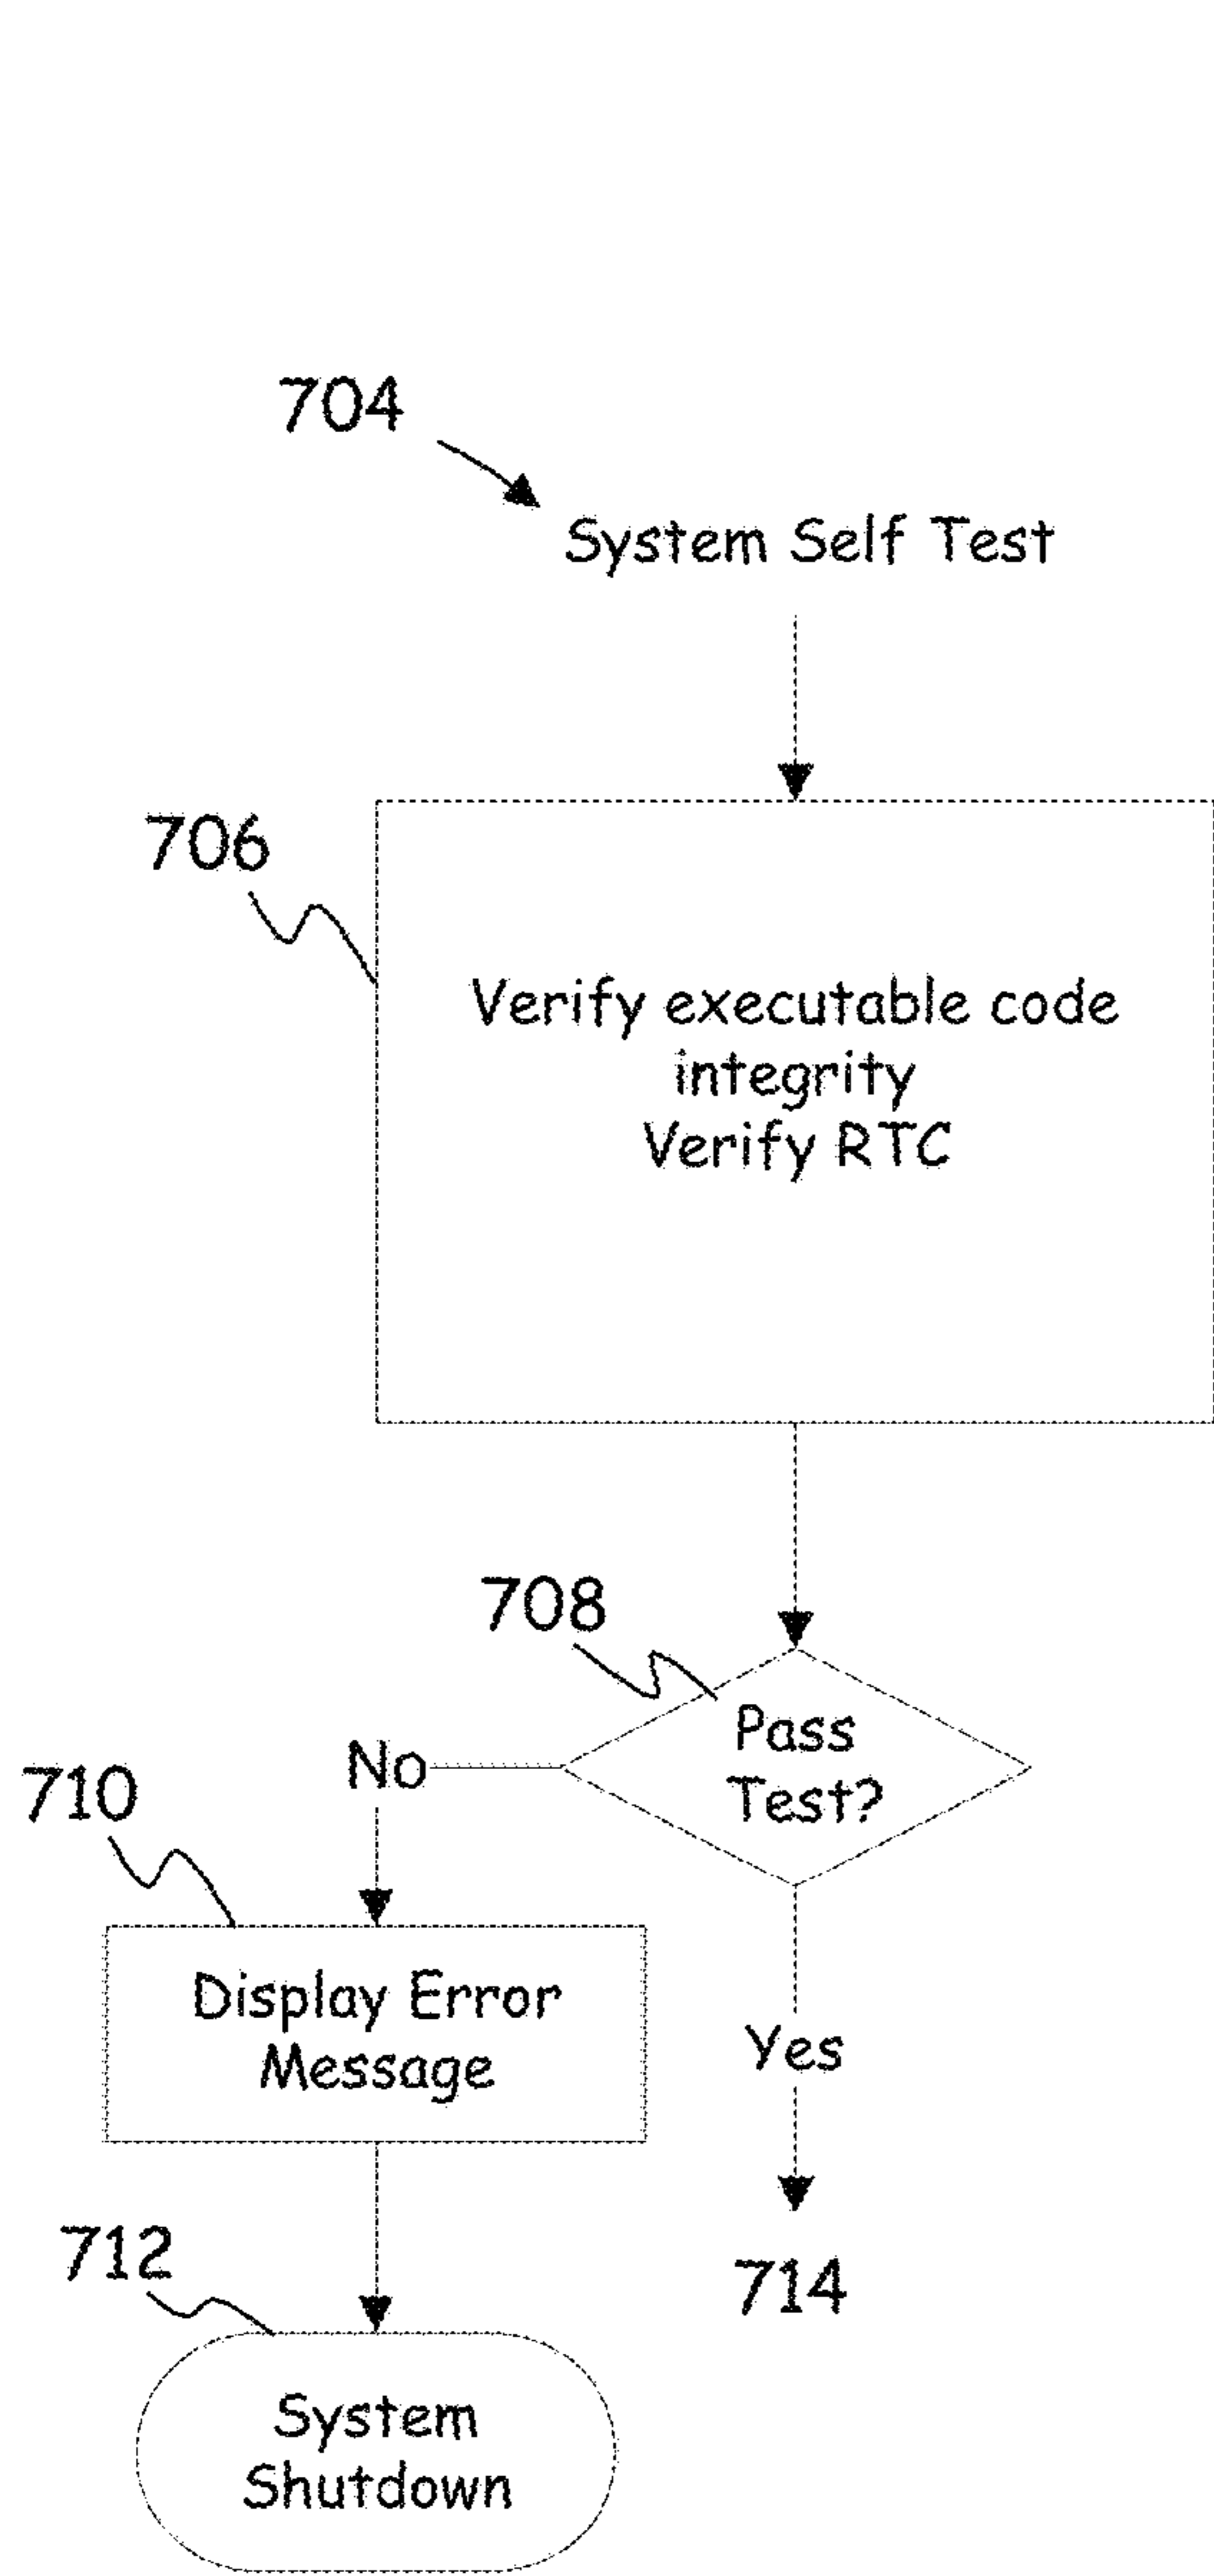 704
System Self Test
706
Verify executable code
integrity
Verify RTC
708
Pass
Test?
No
710
Display Error
Message
Yes
712
714
System
Shutdown